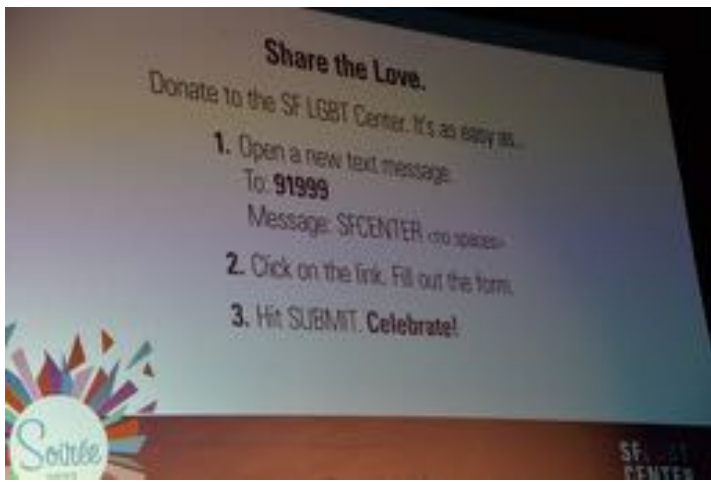 Share the Love.
Donate to the SF LGBT Center. It's as easy as...
1. Open a new text message.
To: 91999
Message: SFCENTER <no spaces>
2. Click on the link. Fill out the form.
3. Hit SUBMIT. Celebrate!
Soirée
SF
CENTER